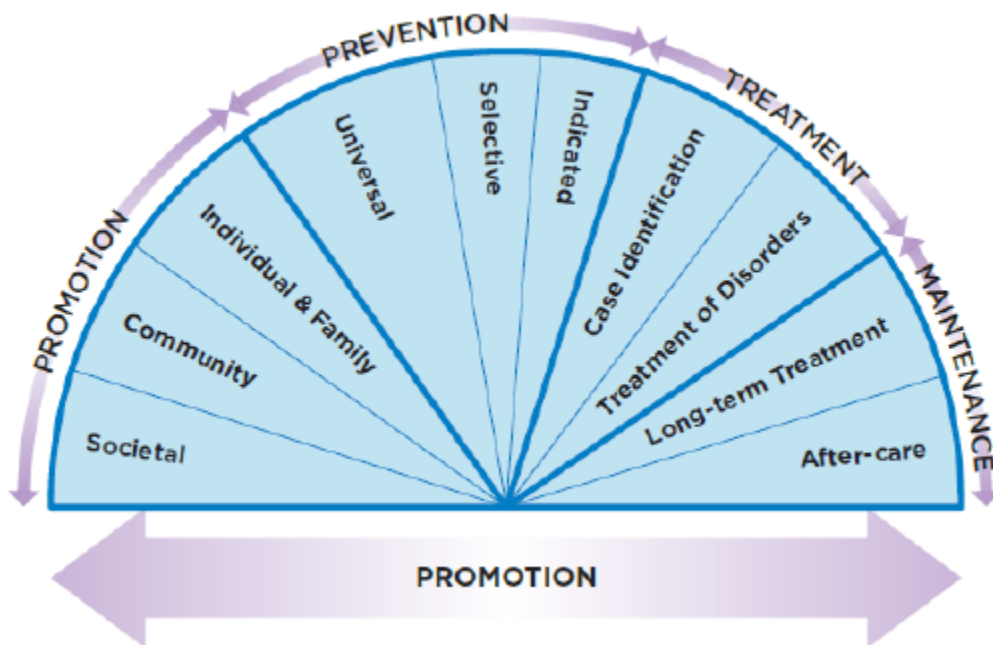 PROMOTION
PREVENTION
TREATMENT
MAINTENANCE
Societal
Community
Individual & Family
Universal
Selective
Indicated
Case Identification
Treatment of Disorders
Long-term Treatment
After-care
PROMOTION